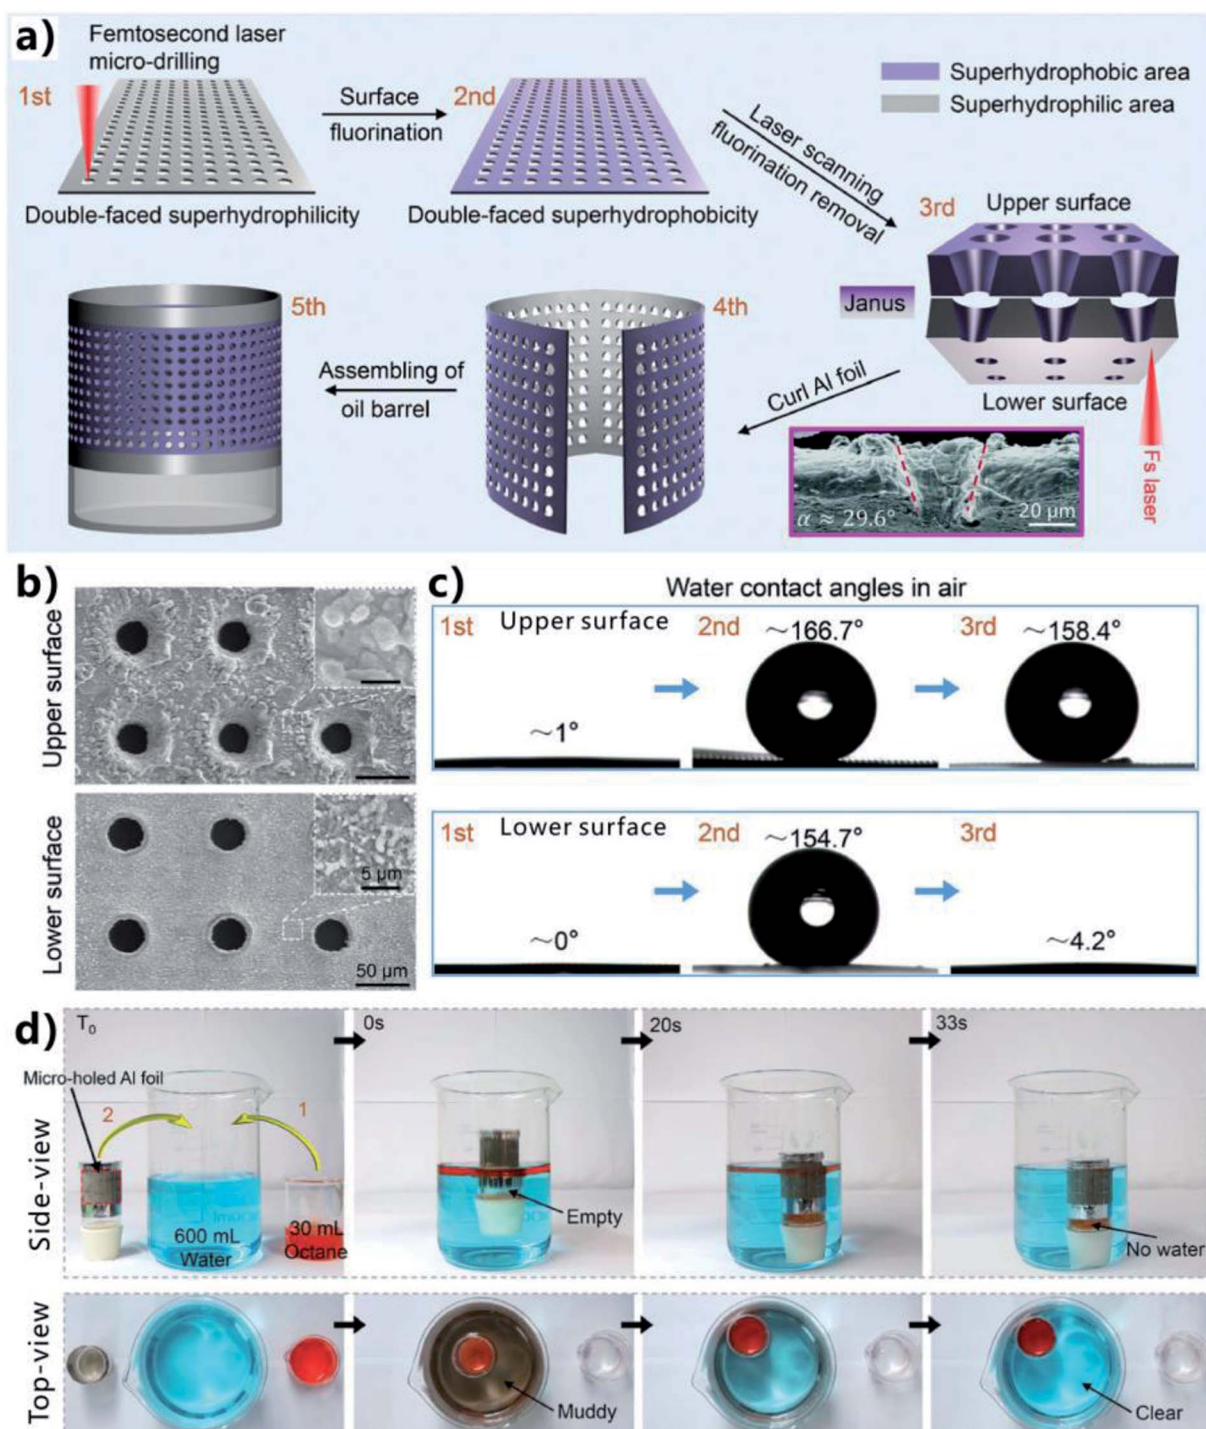 a)
Femtosecond laser
micro-drilling
1st
Surface
fluorination
2nd
Laser scanning
fluorination removal
Superhydrophobic area
Superhydrophilic area
Double-faced superhydrophilicity
Double-faced superhydrophobicity
3rd
Upper surface
Janus
Lower surface
Fs laser
5th
Assembling of
oil barrel
4th
Curl Al foil
α ≈ 29.6°
20 μm
b)
Upper surface
Lower surface
5 μm
50 μm
c)
Water contact angles in air
1st
Upper surface
2nd
~166.7°
3rd
~158.4°
~1°
1st
Lower surface
2nd
~154.7°
3rd
~0°
~4.2°
d)
Side-view
T₀
0s
20s
33s
Micro-holed Al foil
2
1
600 mL
Water
30 mL
Octane
Empty
No water
Top-view
Muddy
Clear